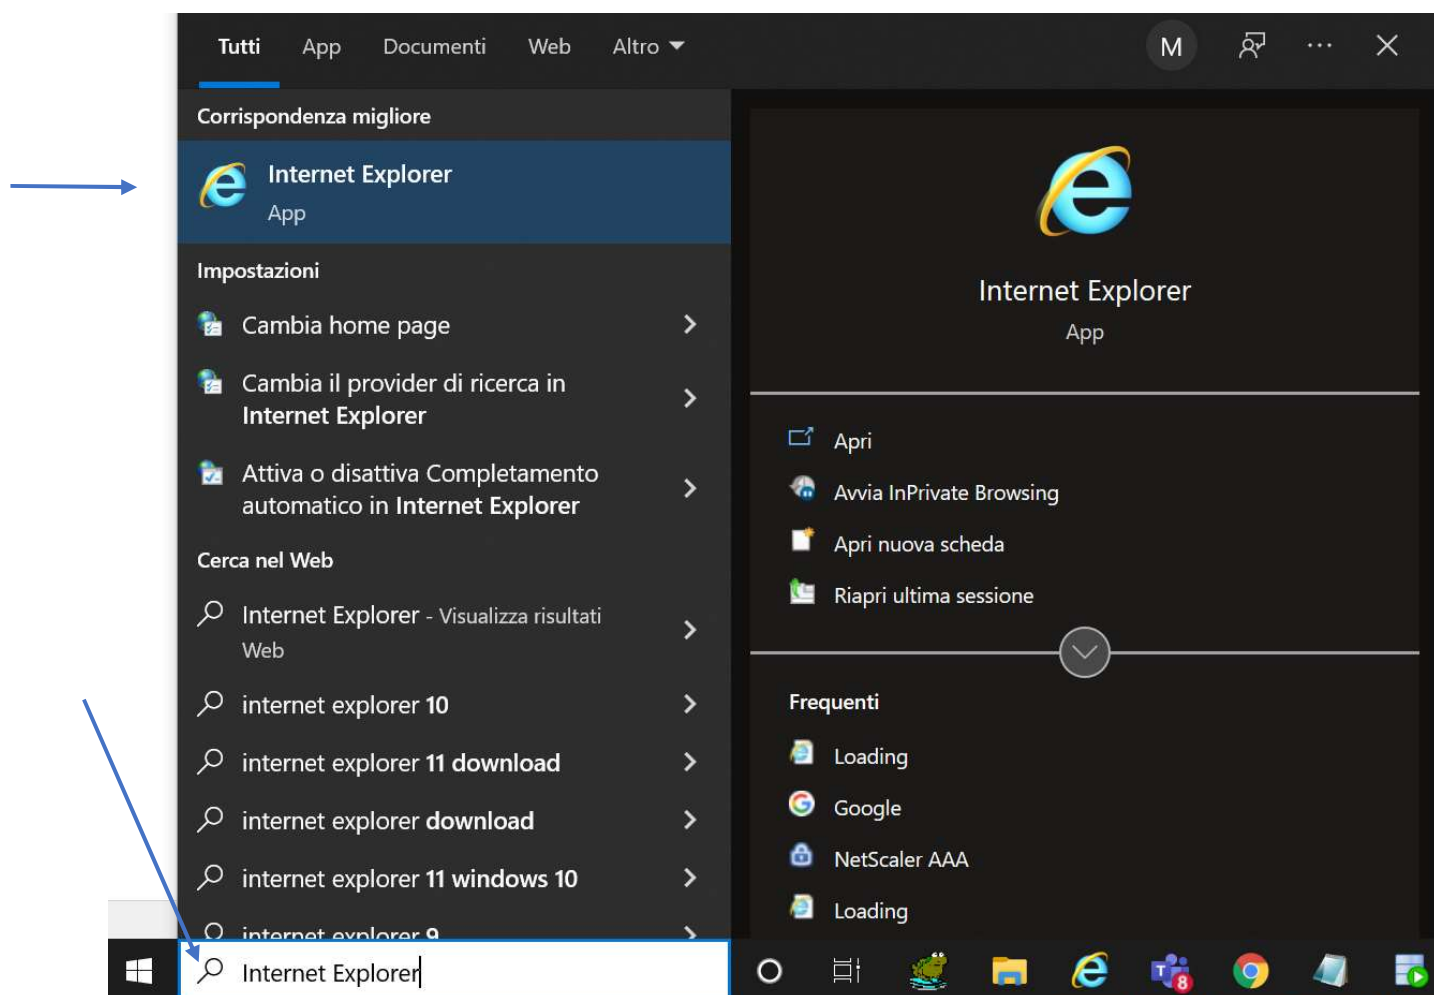 Tutti App Documenti Web Altro M
Corrispondenza migliore
Internet Explorer
App
Impostazioni
Cambia home page
Cambia il provider di ricerca in
Internet Explorer
Attiva o disattiva Completamento
automatico in Internet Explorer
Cerca nel Web
Internet Explorer - Visualizza risultati
Web
internet explorer 10
internet explorer 11 download
internet explorer download
internet explorer 11 windows 10
internet explorer 9
Internet Explorer
Internet Explorer
App
Apri
Avvia InPrivate Browsing
Apri nuova scheda
Riapri ultima sessione
Frequenti
Loading
Google
NetScaler AAA
Loading
T 8